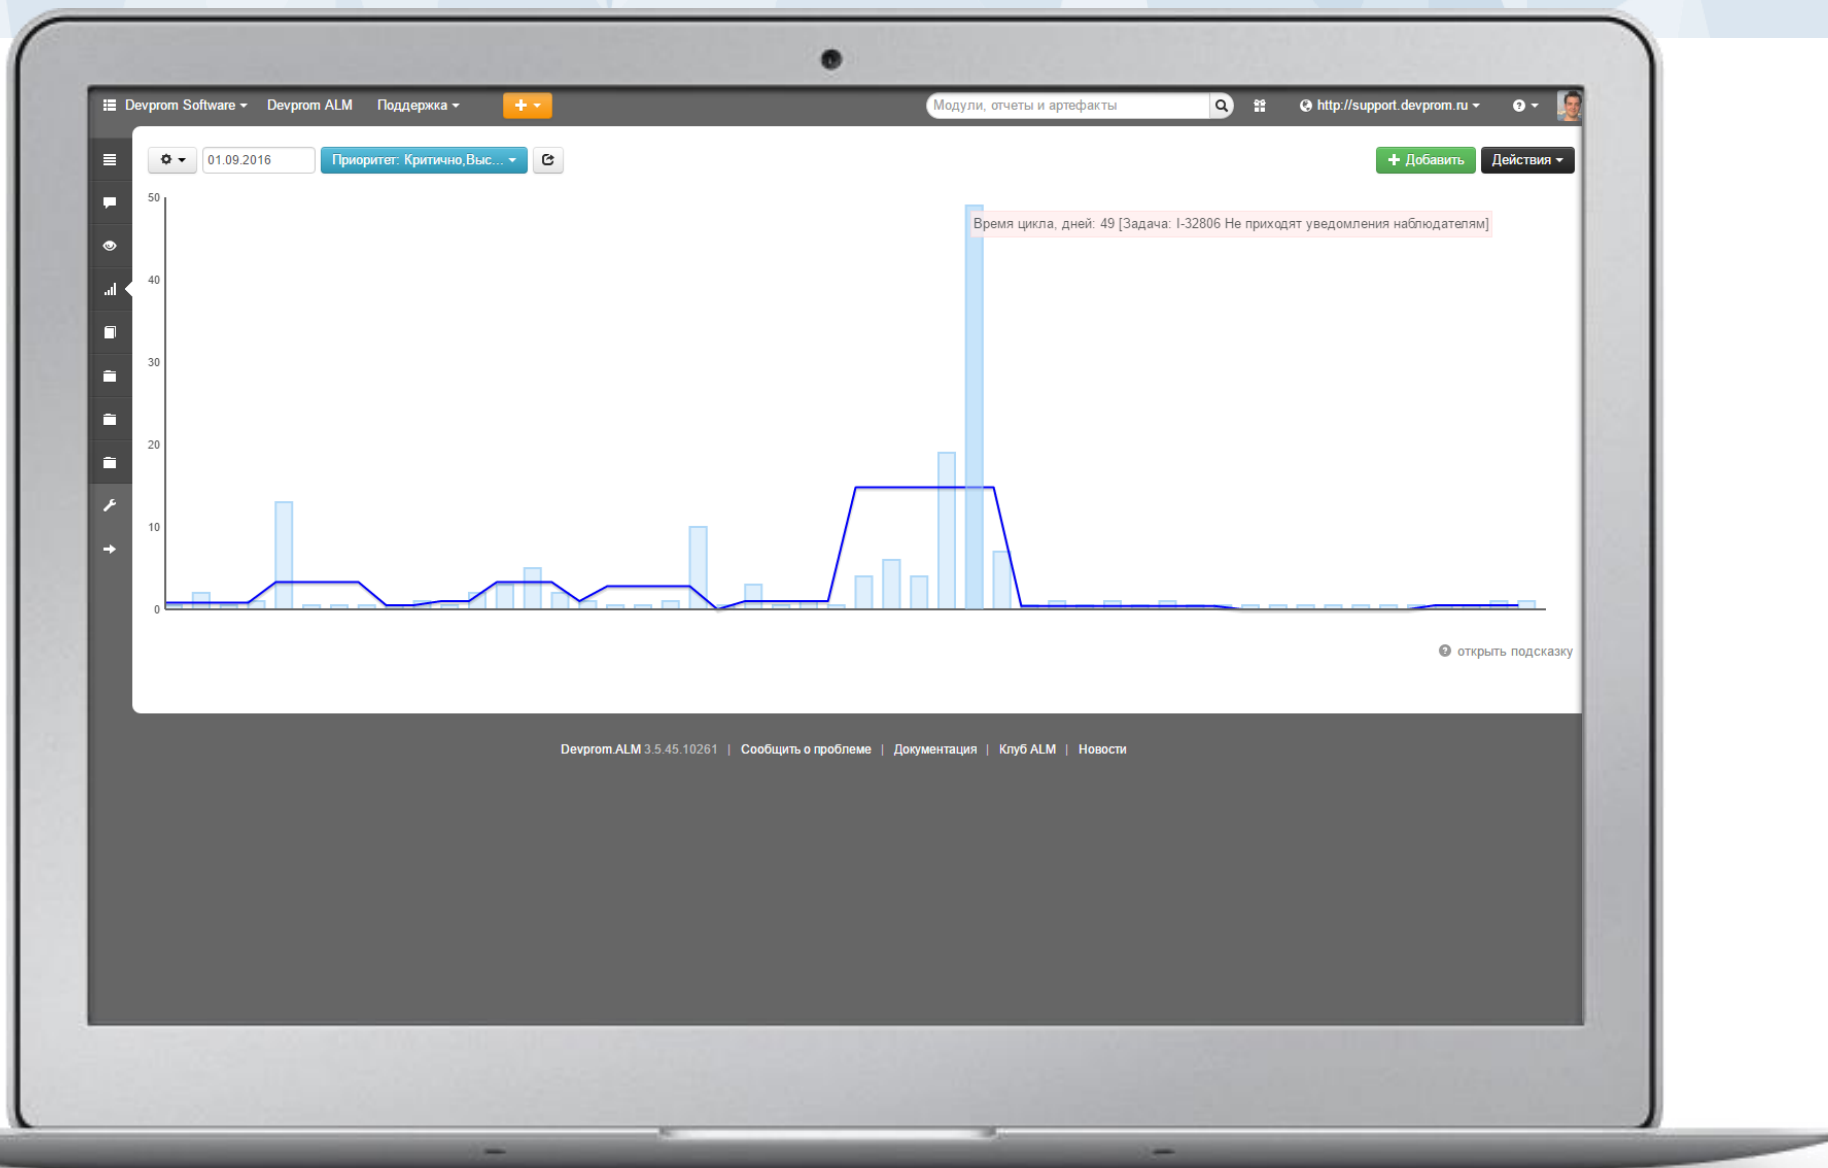 Devprom Software Devprom ALM Поддержка + Модули, отчеты и артефакты http://support.devprom.ru
01.09.2016 Приоритет: Критично,Выс... + Добавить Действия
50
Время цикла, дней: 49 [Задача: I-32806 Не приходят уведомления наблюдателям]
40
30
20
10
0
открыть подсказку
Devprom.ALM 3.5.45.10261 | Сообщить о проблеме | Документация | Клуб ALM | Новости